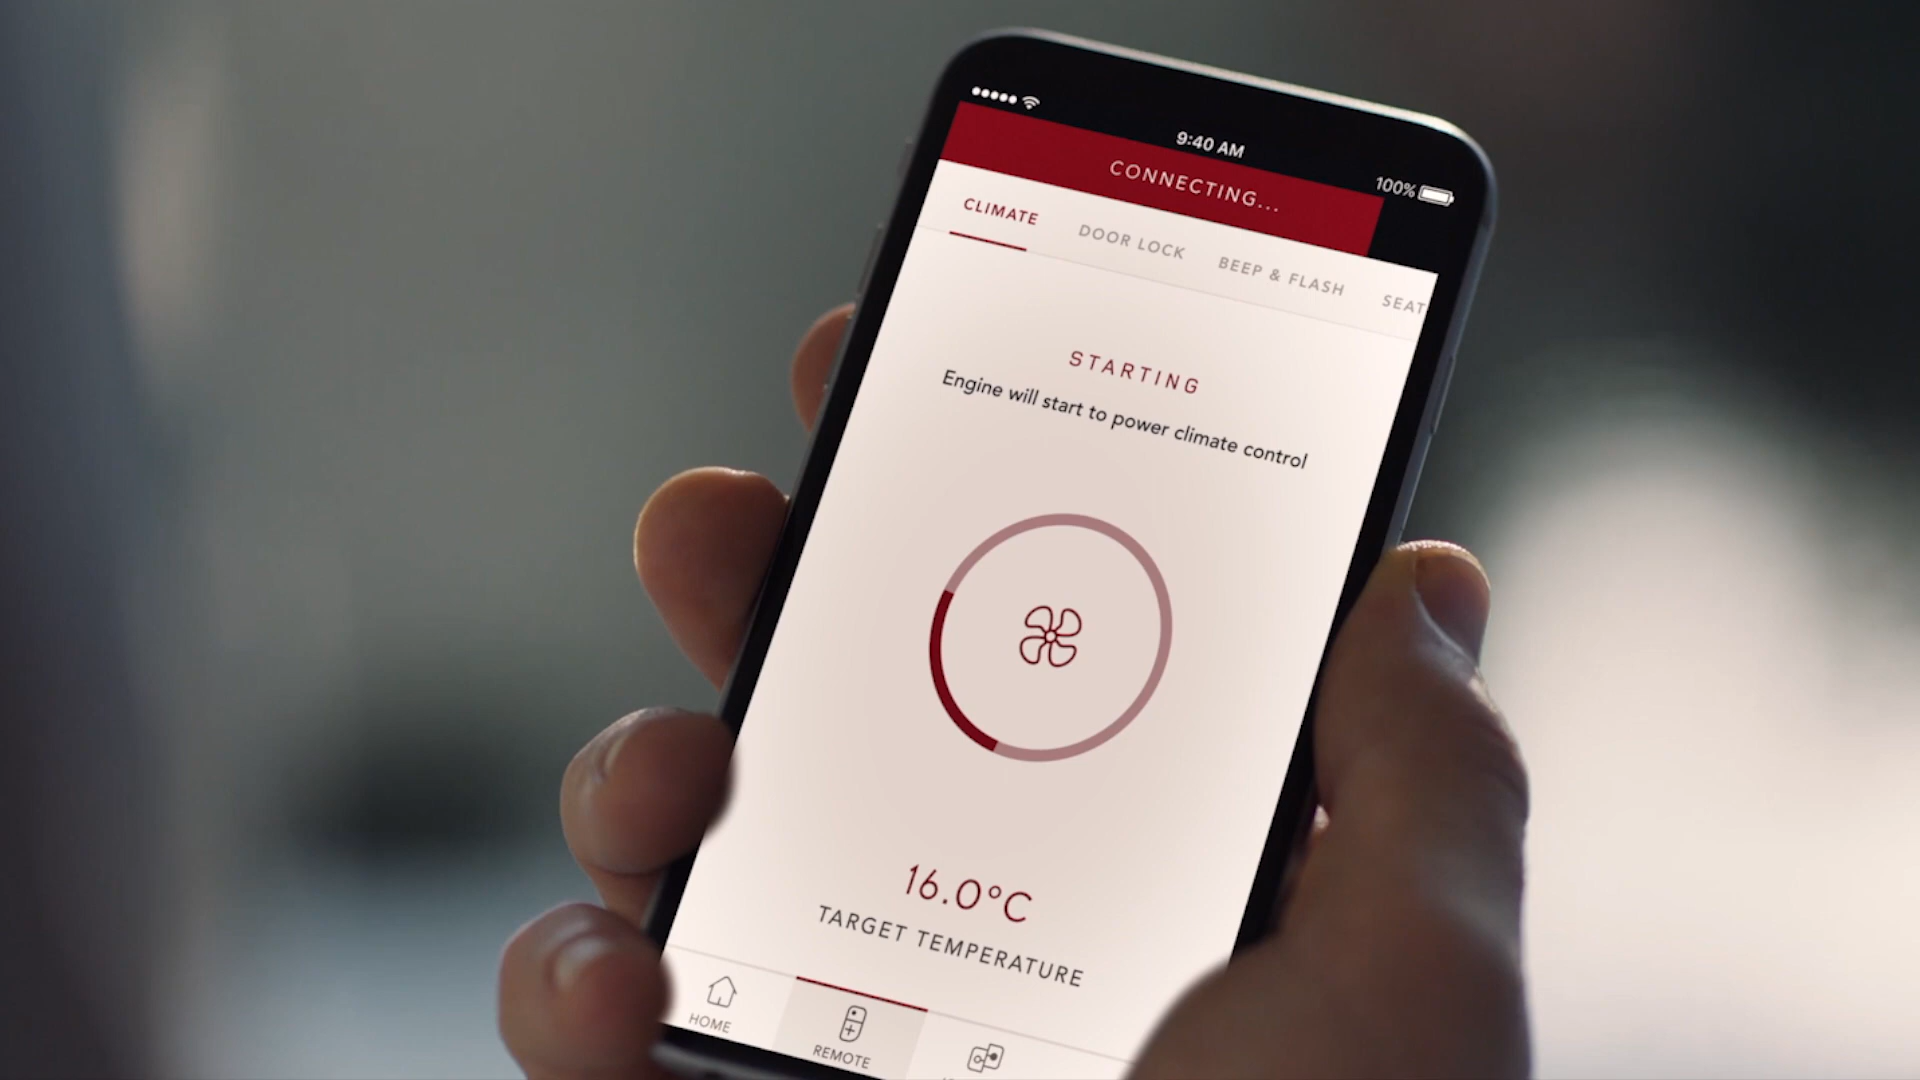 9:40 AM
100%
CONNECTING...
CLIMATE DOOR LOCK BEEP & FLASH SEAT
STARTING
Engine will start to power climate control
16.0°C
TARGET TEMPERATURE
HOME
REMOTE